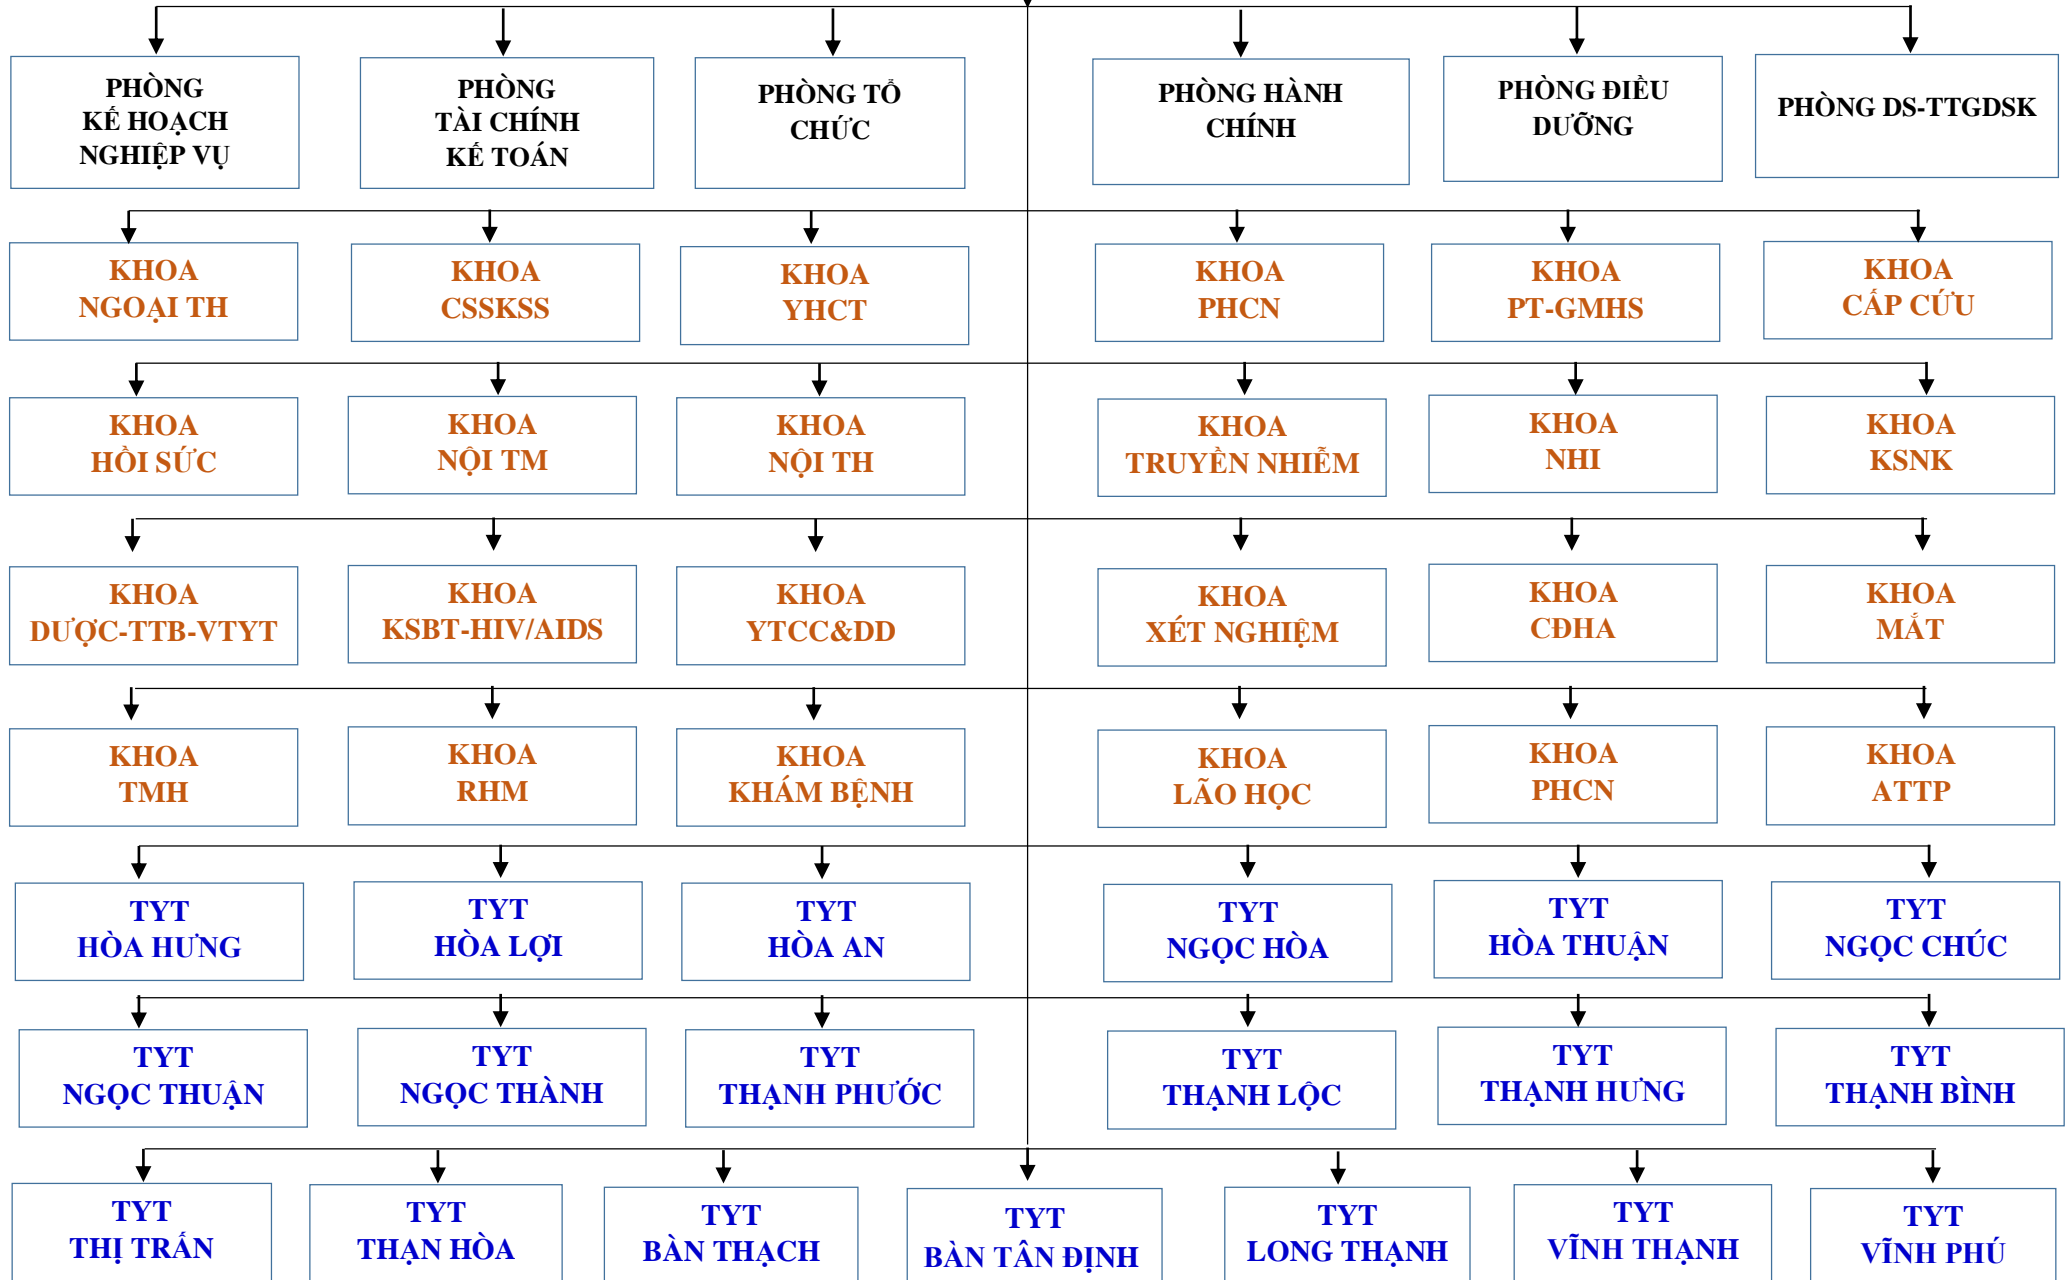 PHÒNG
KẾ HOẠCH
NGHIỆP VỤ
PHÒNG
TÀI CHÍNH
KẾ TOÁN
PHÒNG TỔ
CHỨC
PHÒNG HÀNH
CHÍNH
PHÒNG ĐIỀU
DƯỠNG
PHÒNG DS-TTGDSK
KHOA
NGOẠI TH
KHOA
CSSKSS
KHOA
YHCT
KHOA
PHCN
KHOA
PT-GMHS
KHOA
CẤP CỨU
KHOA
HỒI SỨC
KHOA
NỘI TM
KHOA
NỘI TH
KHOA
TRUYỀN NHIỄM
KHOA
NHI
KHOA
KSNK
KHOA
DƯỢC-TTB-VTYT
KHOA
KSBT-HIV/AIDS
KHOA
YTCC&DD
KHOA
XÉT NGHIỆM
KHOA
CĐHA
KHOA
MẮT
KHOA
TMH
KHOA
RHM
KHOA
KHÁM BỆNH
KHOA
LÃO HỌC
KHOA
PHCN
KHOA
ATTP
TYT
HÒA HƯNG
TYT
HÒA LỢI
TYT
HÒA AN
TYT
NGỌC HÒA
TYT
HÒA THUẬN
TYT
NGỌC CHÚC
TYT
NGỌC THUẬN
TYT
NGỌC THÀNH
TYT
THẠNH PHƯỚC
TYT
THẠNH LỘC
TYT
THẠNH HƯNG
TYT
THẠNH BÌNH
TYT
THỊ TRẤN
TYT
THẠN HÒA
TYT
BÀN THẠCH
TYT
BÀN TÂN ĐỊNH
TYT
LONG THẠNH
TYT
VĨNH THẠNH
TYT
VĨNH PHÚ